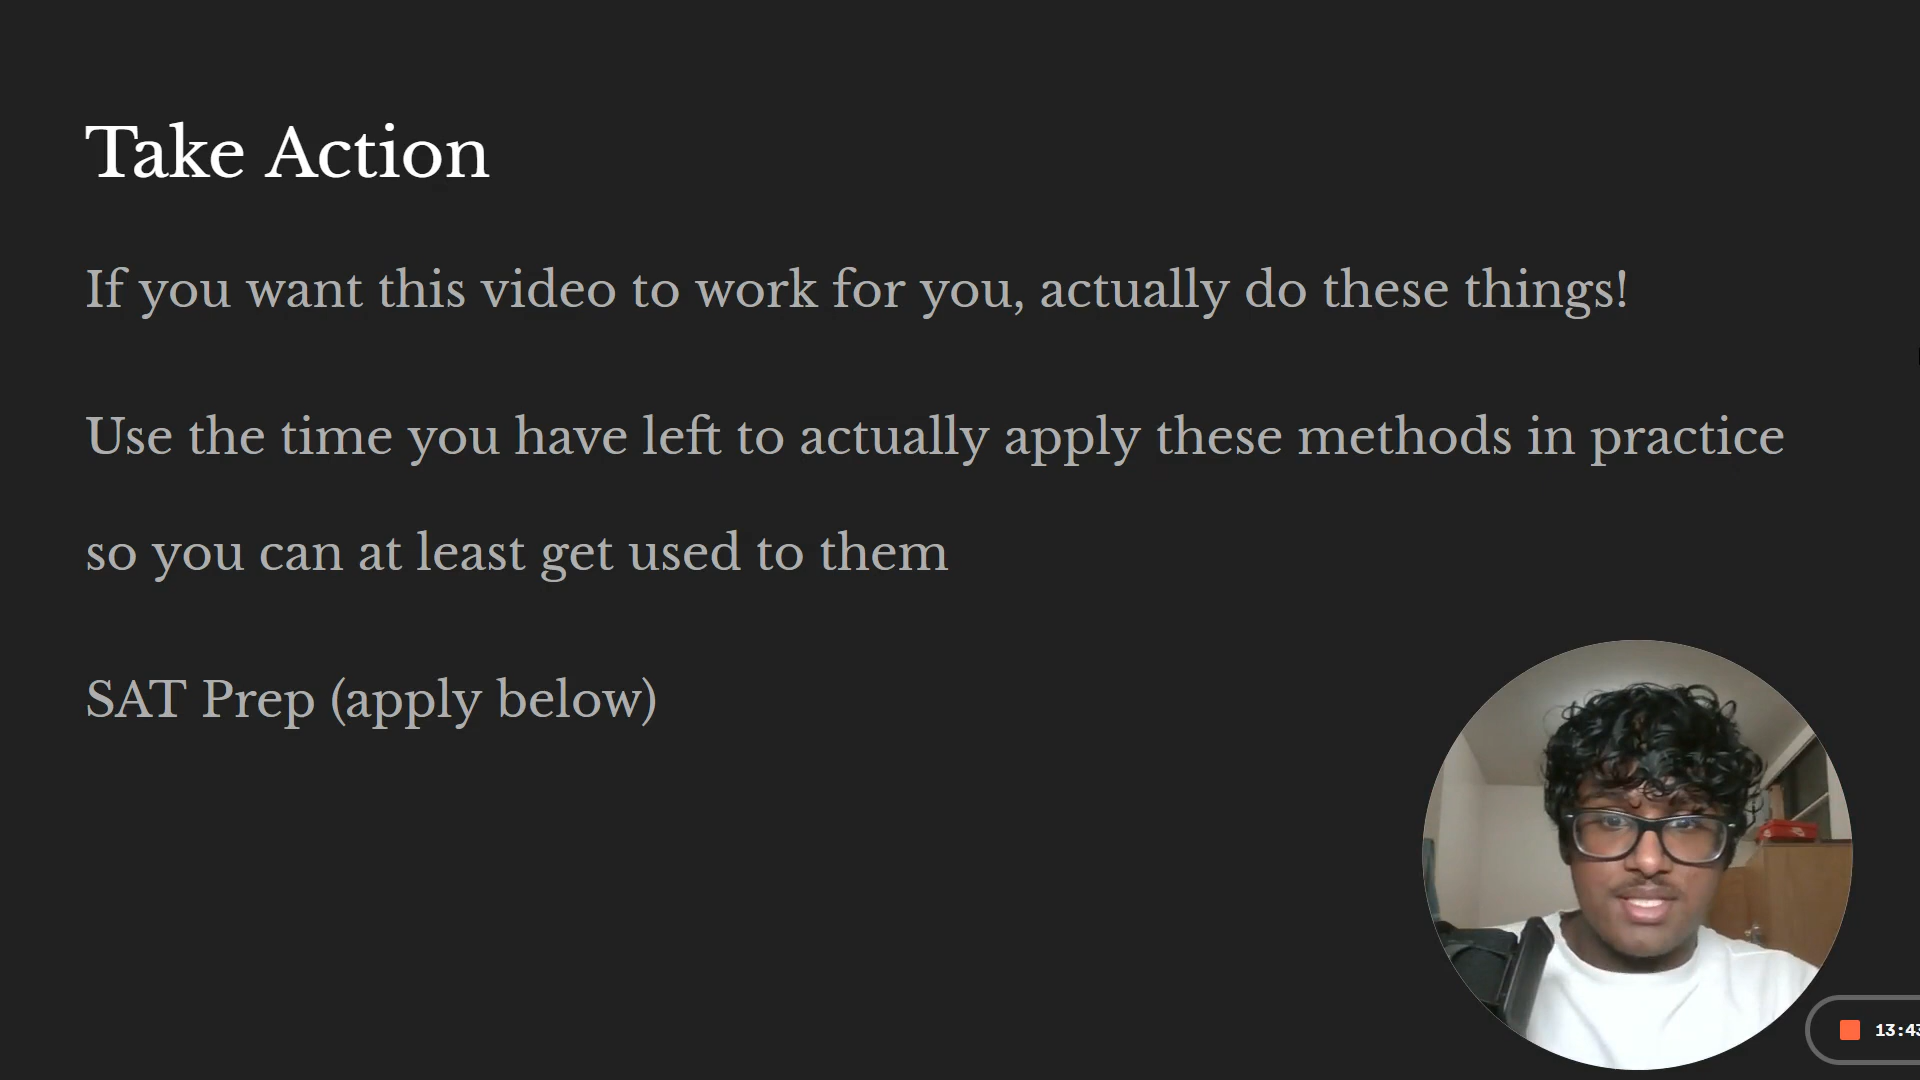 Take Action
If you want this video to work for you, actually do these things!
Use the time you have left to actually apply these methods in practice
so you can at least get used to them
SAT Prep (apply below)
13:43